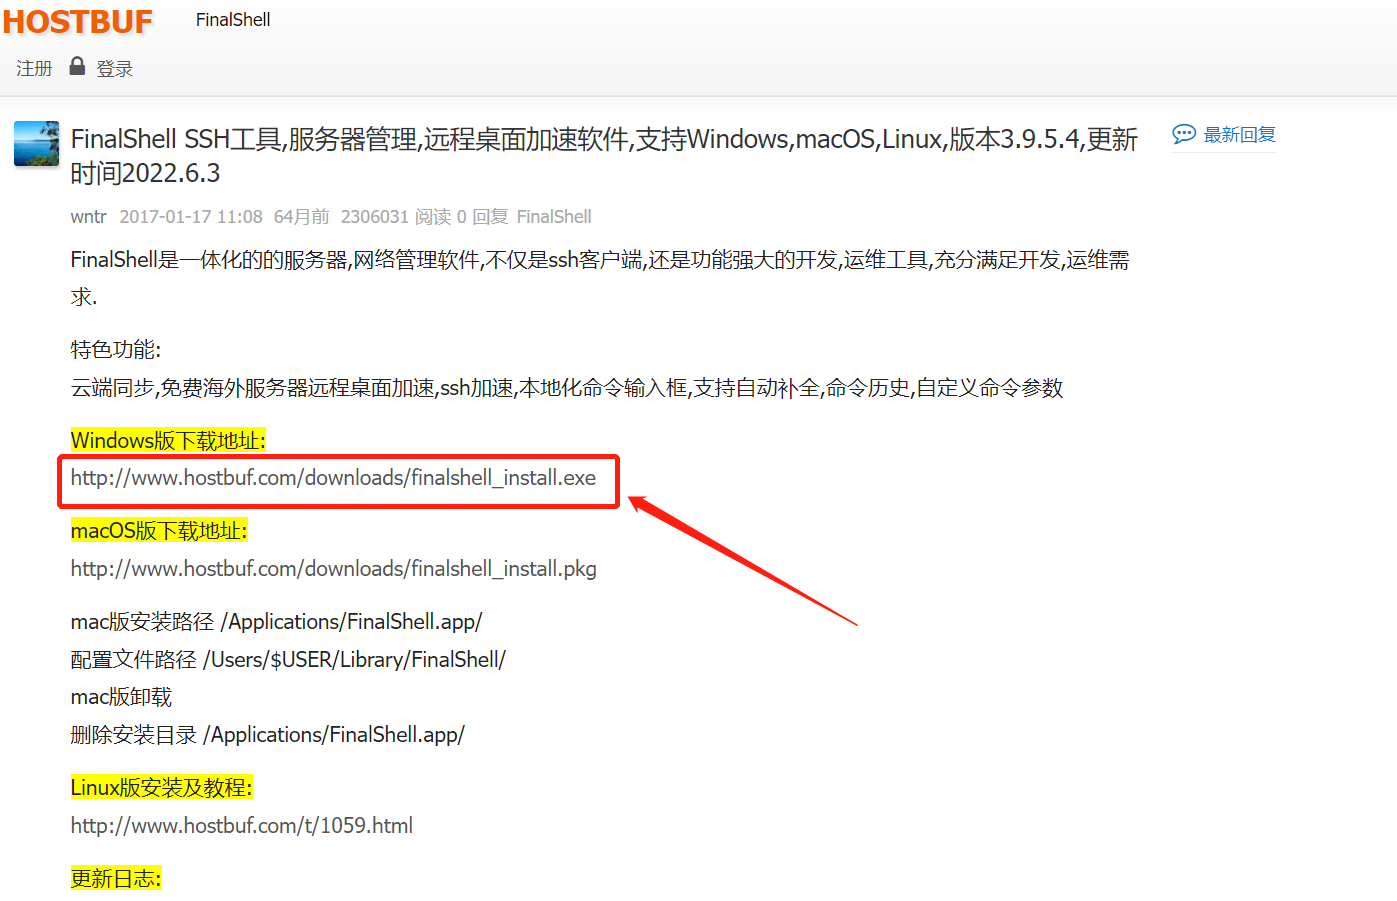 HOSTBUF FinalShell
注册 登录
FinalShell SSH工具,服务器管理,远程桌面加速软件,支持Windows,macOS,Linux,版本3.9.5.4,更新
时间2022.6.3
最新回复
wntr 2017-01-17 11:08 64月前 2306031 阅读 0 回复 FinalShell
FinalShell是一体化的的服务器,网络管理软件,不仅是ssh客户端,还是功能强大的开发,运维工具,充分满足开发,运维需
求.
特色功能:
云端同步,免费海外服务器远程桌面加速,ssh加速,本地化命令输入框,支持自动补全,命令历史,自定义命令参数
Windows版下载地址:
http://www.hostbuf.com/downloads/finalshell_install.exe
macOS版下载地址:
http://www.hostbuf.com/downloads/finalshell_install.pkg
mac版安装路径 /Applications/FinalShell.app/
配置文件路径 /Users/$USER/Library/FinalShell/
mac版卸载
删除安装目录 /Applications/FinalShell.app/
Linux版安装及教程:
http://www.hostbuf.com/t/1059.html
更新日志: